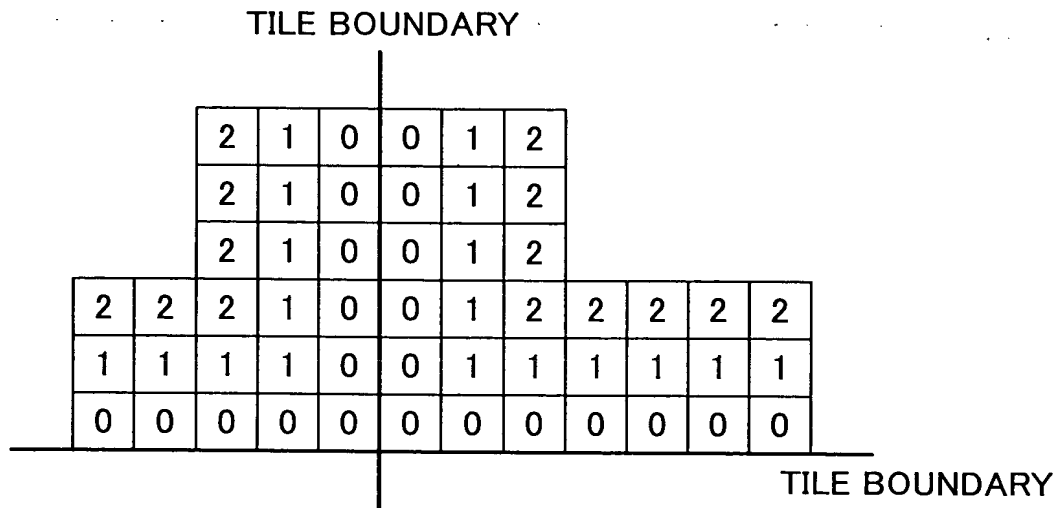 TILE BOUNDARY
2 1 0 0 1 2
2 1 0 0 1 2
2 1 0 0 1 2
2 2 2 1 0 0 1 2 2 2 2 2
1 1 1 1 0 0 1 1 1 1 1 1
0 0 0 0 0 0 0 0 0 0 0 0
TILE BOUNDARY